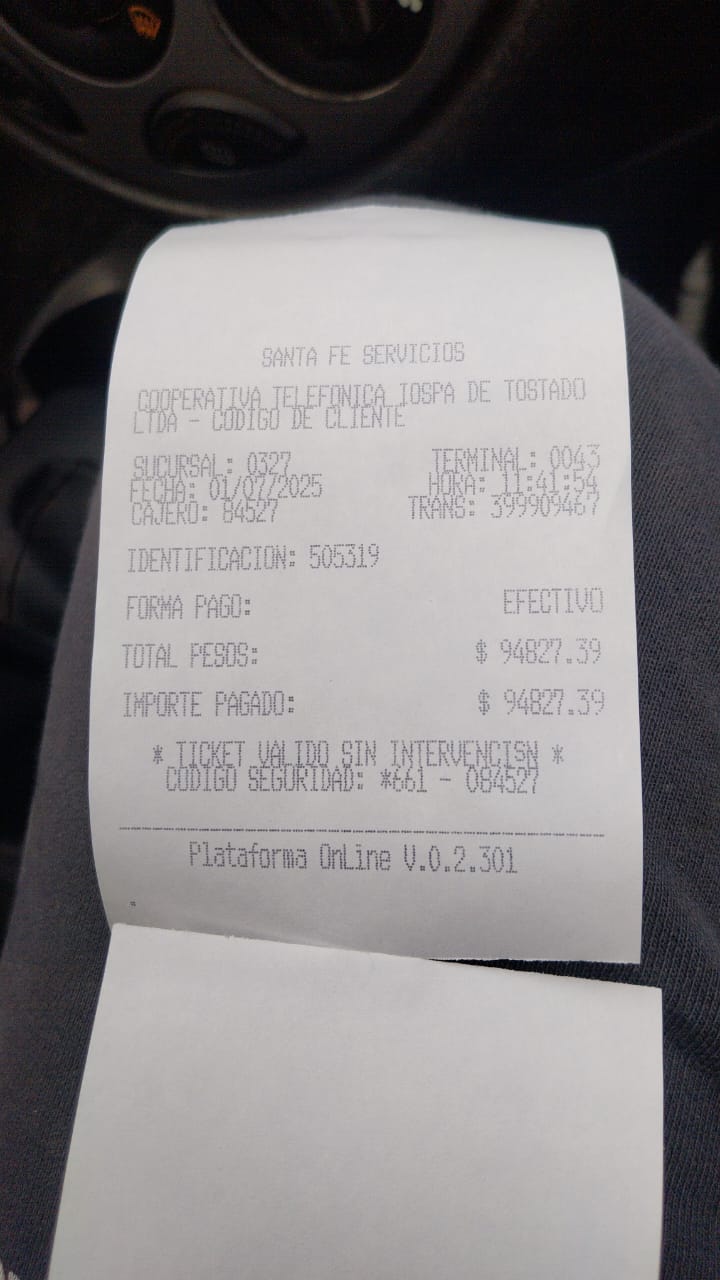 SANTA FE SERVICIOS
COOPERATIVA TELEFONICA IOSPA DE TOSTADO
LTDA - CODIGO DE CLIENTE
SUCURSAL: 0327 TERMINAL: 0043
FECHA: 01/07/2025 HORA: 11:41:54
CAJERO: 84527 TRANS: 399909467
IDENTIFICACION: 505319
FORMA PAGO: EFECTIVO
TOTAL PESOS: $ 94827.39
IMPORTE PAGADO: $ 94827.39
* TICKET VALIDO SIN INTERVENCISN *
CODIGO SEGURIDAD: *661 - 084527
Plataforma OnLine V.0.2.301